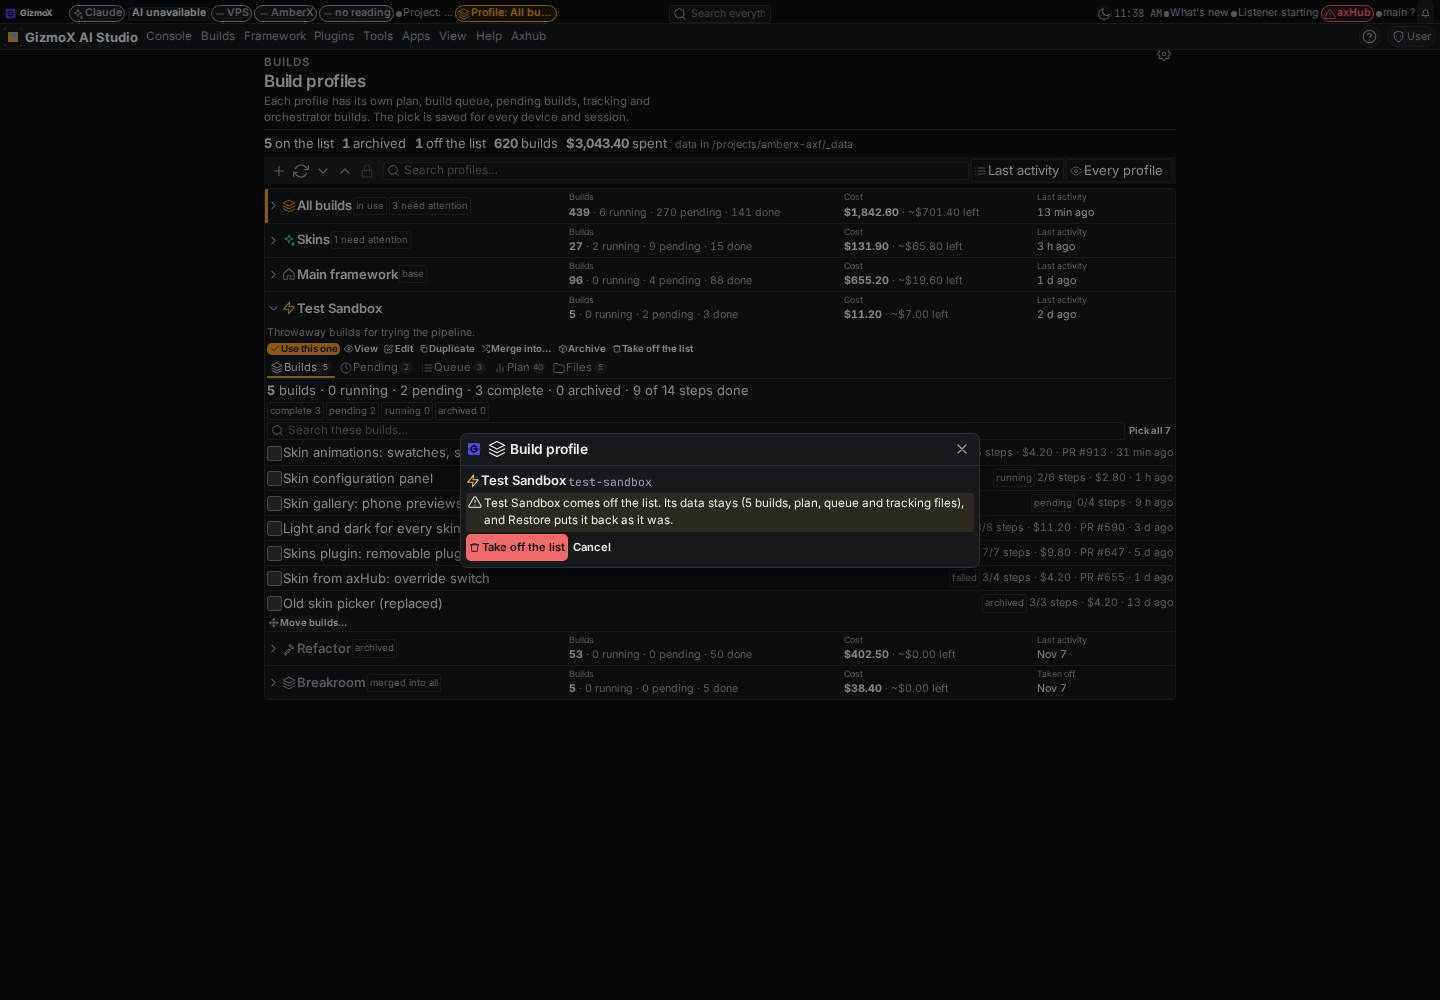 GizmoX Claude AI unavailable — VPS — AmberX — no reading Project: ... Profile: All bu... Search everyth 11:38 AM What's new Listener starting axHub main ?
GizmoX AI Studio Console Builds Framework Plugins Tools Apps View Help Axhub User
BUILDS
Build profiles
Each profile has its own plan, build queue, pending builds, tracking and
orchestrator builds. The pick is saved for every device and session.
5 on the list 1 archived 1 off the list 620 builds $3,043.40 spent data in /projects/amberx-axf/_data
Search profiles... Last activity Every profile
Builds Cost Last activity
All builds in use 3 need attention 439 · 6 running · 270 pending · 141 done $1,842.60 · ~$701.40 left 13 min ago
Builds Cost Last activity
Skins 1 need attention 27 · 2 running · 9 pending · 15 done $131.90 · ~$65.80 left 3 h ago
Builds Cost Last activity
Main framework base 96 · 0 running · 4 pending · 88 done $655.20 · ~$19.60 left 1 d ago
Builds Cost Last activity
Test Sandbox 5 · 0 running · 2 pending · 3 done $11.20 · ~$7.00 left 2 d ago
Throwaway builds for trying the pipeline.
Use this one View Edit Duplicate Merge into... Archive Take off the list
Builds 5 Pending 2 Queue 3 Plan 40 Files 5
5 builds · 0 running · 2 pending · 3 complete · 0 archived · 9 of 14 steps done
complete 3 pending 2 running 0 archived 0
Search these builds... Pick all 7
Skin animations: swatches, s steps · $4.20 · PR #913 · 31 min ago
Skin configuration panel running 2/6 steps · $2.80 · 1 h ago
Skin gallery: phone previews pending 0/4 steps · 9 h ago
Light and dark for every skin /8 steps · $11.20 · PR #590 · 3 d ago
Skins plugin: removable plug 7/7 steps · $9.80 · PR #647 · 5 d ago
Skin from axHub: override switch failed 3/4 steps · $4.20 · PR #655 · 1 d ago
Old skin picker (replaced) archived 3/3 steps · $4.20 · 13 d ago
Move builds...
Builds Cost Last activity
Refactor archived 53 · 0 running · 0 pending · 50 done $402.50 · ~$0.00 left Nov 7
Builds Cost Taken off
Breakroom merged into all 5 · 0 running · 0 pending · 5 done $38.40 · ~$0.00 left Nov 7
Build profile
Test Sandbox test-sandbox
Test Sandbox comes off the list. Its data stays (5 builds, plan, queue and tracking files),
and Restore puts it back as it was.
Take off the list Cancel